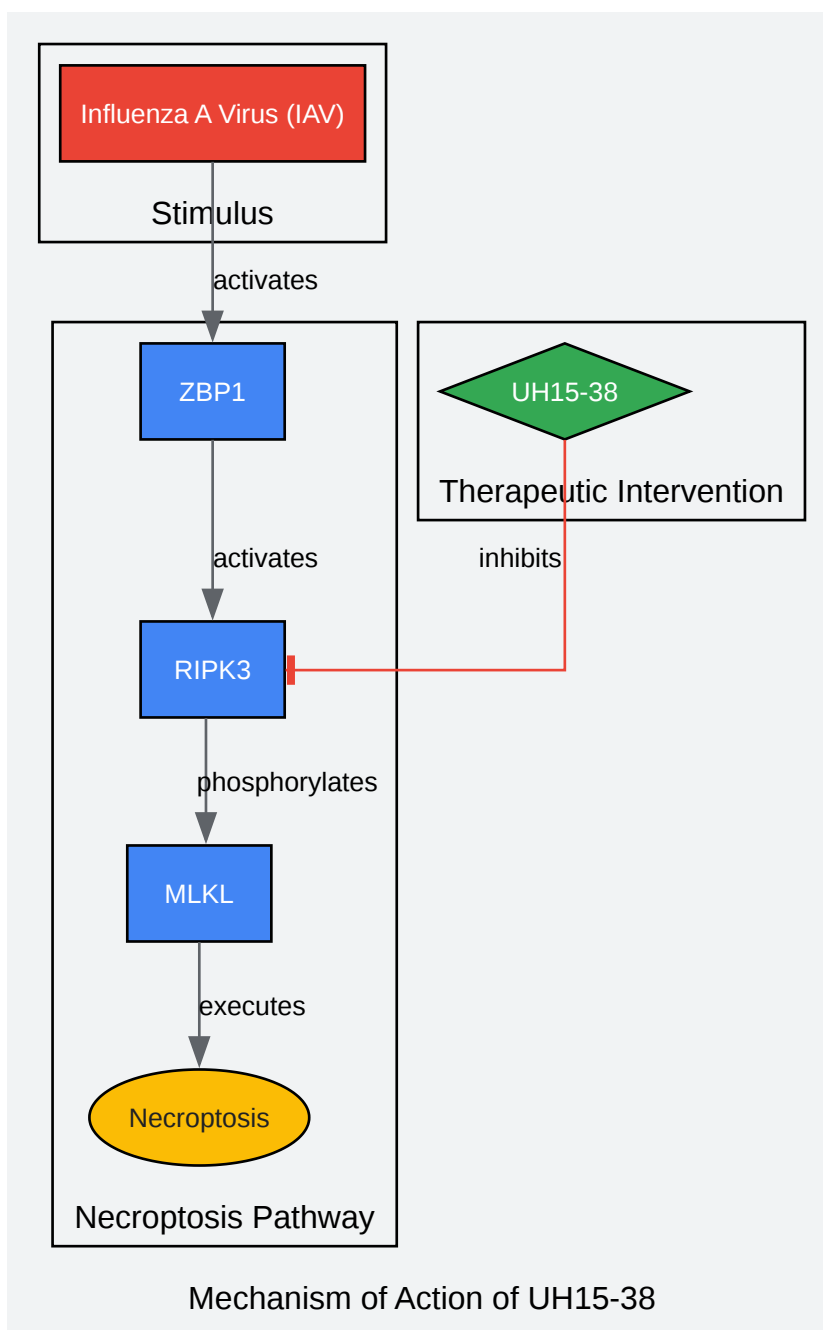 Influenza A Virus (IAV)
Stimulus
activates
ZBP1
UH15-38
Therapeutic Intervention
activates
inhibits
RIPK3
phosphorylates
MLKL
executes
Necroptosis
Necroptosis Pathway
Mechanism of Action of UH15-38